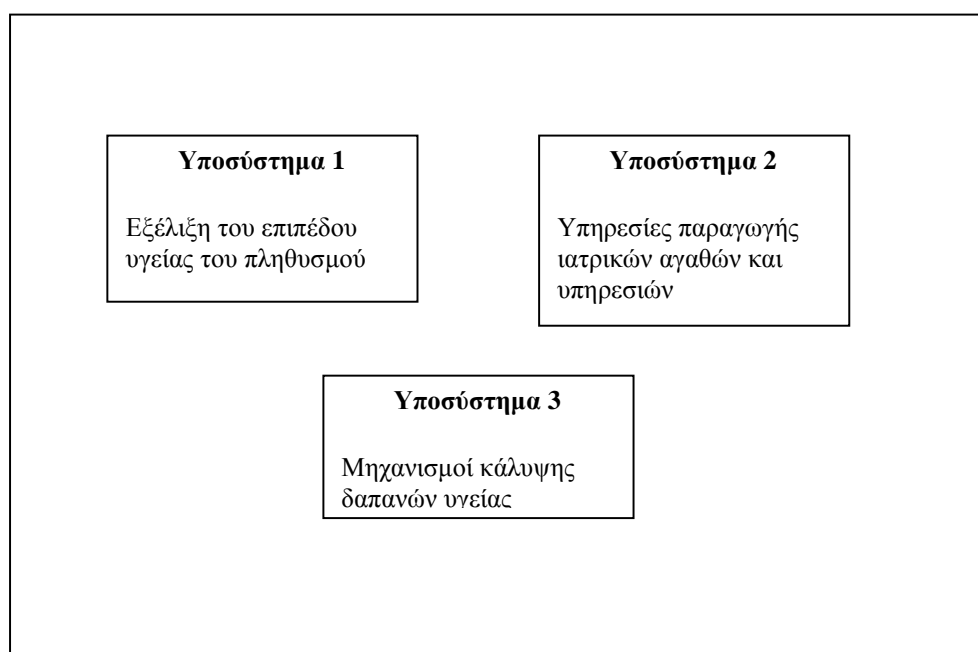 Υποσύστημα 1
Εξέλιξη του επιπέδου
υγείας του πληθυσμού
Υποσύστημα 2
Υπηρεσίες παραγωγής
ιατρικών αγαθών και
υπηρεσιών
Υποσύστημα 3
Μηχανισμοί κάλυψης
δαπανών υγείας